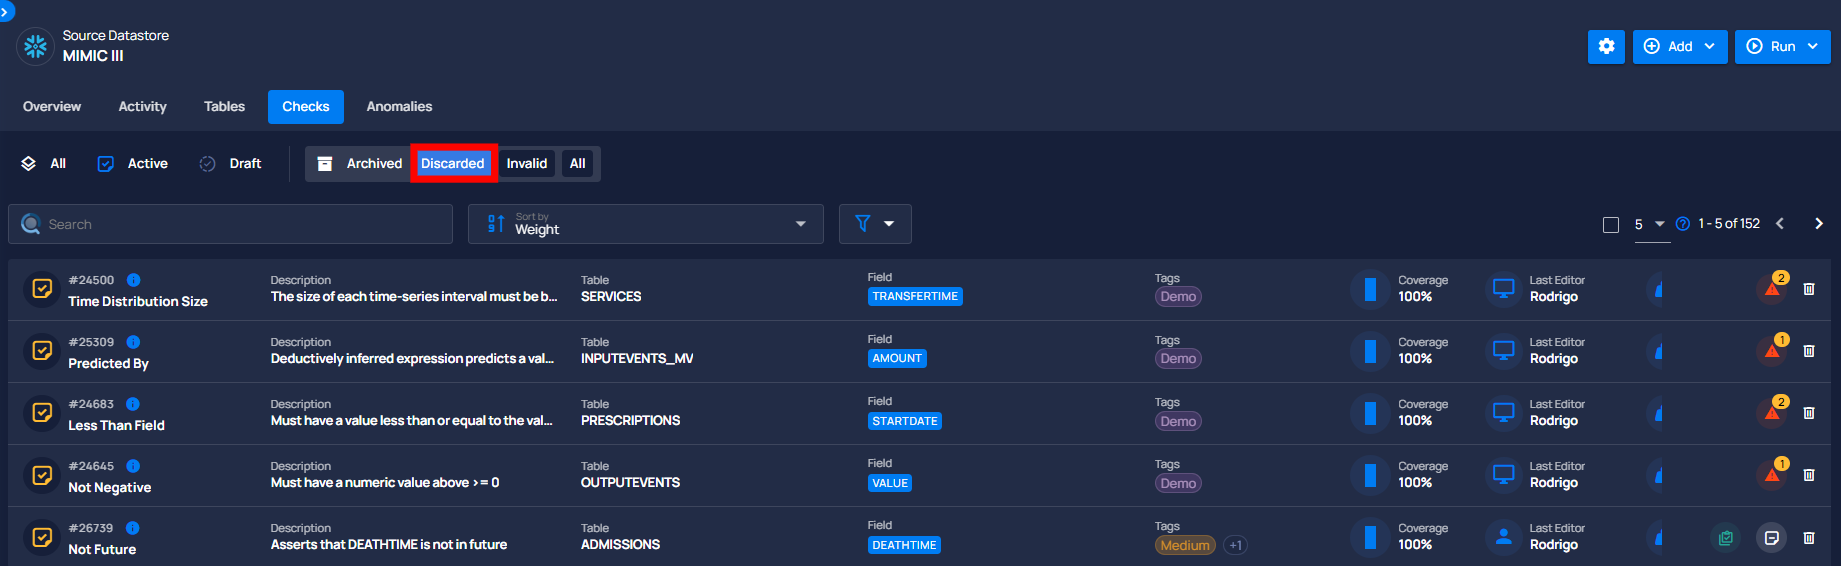 Source Datastore
MIMIC III
Add
Run
Overview Activity Tables Checks Anomalies
All Active Draft Archived Discarded Invalid All
Search
Sort by
Weight
5 1 - 5 of 152
#24500 Description Table Field Tags Coverage Last Editor 2
Time Distribution Size The size of each time-series interval must be b... SERVICES TRANSFERTIME Demo 100% Rodrigo
#25309 Description Table Field Tags Coverage Last Editor 1
Predicted By Deductively inferred expression predicts a val... INPUTEVENTS_MV AMOUNT Demo 100% Rodrigo
#24683 Description Table Field Tags Coverage Last Editor 2
Less Than Field Must have a value less than or equal to the val... PRESCRIPTIONS STARTDATE Demo 100% Rodrigo
#24645 Description Table Field Tags Coverage Last Editor 1
Not Negative Must have a numeric value above >= 0 OUTPUTEVENTS VALUE Demo 100% Rodrigo
#26739 Description Table Field Tags Coverage Last Editor
Not Future Asserts that DEATHTIME is not in future ADMISSIONS DEATHTIME Medium +1 100% Rodrigo